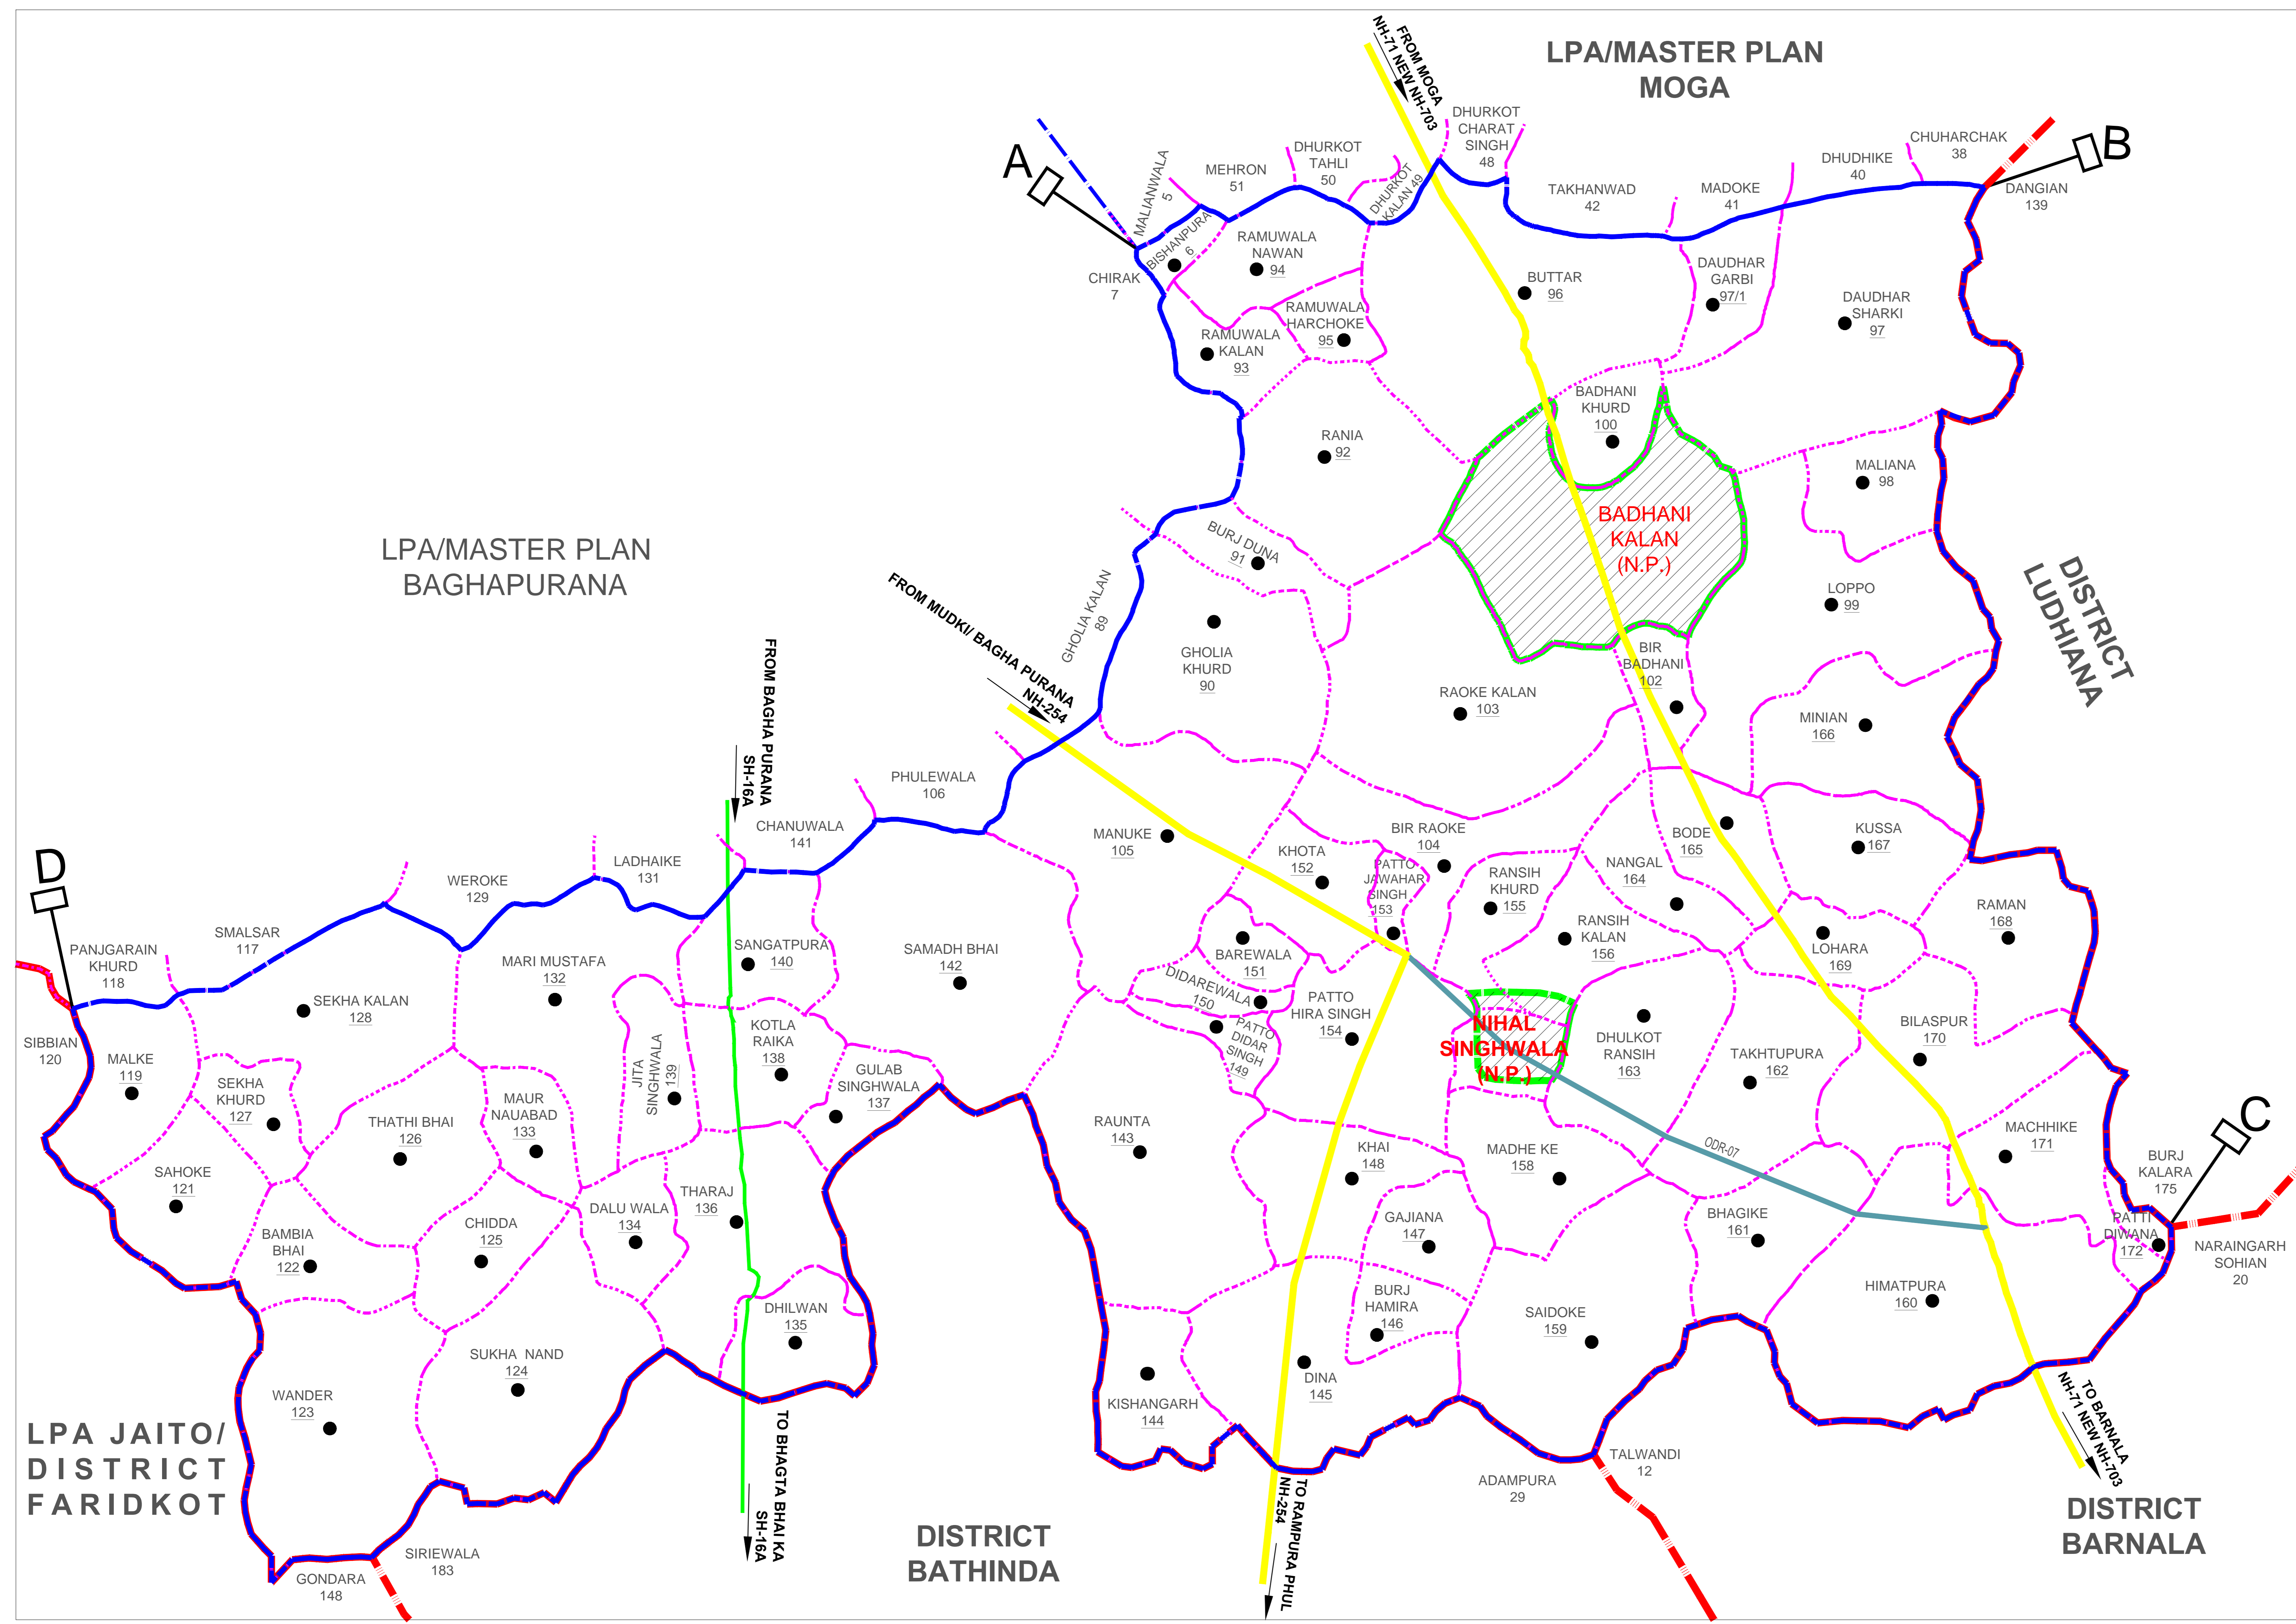 LPA/MASTER PLAN
MOGA
FROM MOGA
NH-71 NEW NH-703
A
B
MALIANWALA
5
MEHRON
51
DHURKOT
TAHLI
50
DHURKOT
KALAN 49
DHURKOT
CHARAT
SINGH
48
TAKHANWAD
42
MADOKE
41
DHUDHIKE
40
CHUHARCHAK
38
DANGIAN
139
CHIRAK
7
BISHANPURA
6
RAMUWALA
NAWAN
94
RAMUWALA
HARCHOKE
95
RAMUWALA
KALAN
93
BUTTAR
96
DAUDHAR
GARBI
97/1
DAUDHAR
SHARKI
97
BADHANI
KHURD
100
RANIA
92
MALIANA
98
BADHANI
KALAN
(N.P.)
LPA/MASTER PLAN
BAGHAPURANA
BURJ DUNA
91
GHOLIA KALAN
89
FROM MUDKI/ BAGHA PURANA
NH-254
GHOLIA
KHURD
90
LOPPO
99
DISTRICT
LUDHIANA
BIR
BADHANI
102
RAOKE KALAN
103
MINIAN
166
FROM BAGHA PURANA
SH-16A
PHULEWALA
106
CHANUWALA
141
LADHAIKE
131
WEROKE
129
SMALSAR
117
D
PANJGARAIN
KHURD
118
MANUKE
105
KHOTA
152
BIR RAOKE
104
PATTO
JAWAHAR
SINGH
153
RANSIH
KHURD
155
NANGAL
164
BODE
165
KUSSA
167
RANSIH
KALAN
156
RAMAN
168
LOHARA
169
SANGATPURA
140
MARI MUSTAFA
132
SAMADH BHAI
142
BAREWALA
151
DIDAREWALA
150
PATTO
HIRA SINGH
154
PATTO
DIDAR
SINGH
149
SEKHA KALAN
128
SIBBIAN
120
MALKE
119
SEKHA
KHURD
127
THATHI BHAI
126
MAUR
NAUABAD
133
JITA
SINGHWALA
139
KOTLA
RAIKA
138
GULAB
SINGHWALA
137
NIHAL
SINGHWALA
(N.P.)
DHULKOT
RANSIH
163
TAKHTUPURA
162
BILASPUR
170
C
RAUNTA
143
KHAI
148
MADHE KE
158
ODR-07
MACHHIKE
171
BURJ
KALARA
175
SAHOKE
121
BAMBIA
BHAI
122
CHIDDA
125
DALU WALA
134
THARAJ
136
GAJIANA
147
BHAGIKE
161
PATTI
DIWANA
172
NARAINGARH
SOHIAN
20
DHILWAN
135
BURJ
HAMIRA
146
SAIDOKE
159
HIMATPURA
160
SUKHA NAND
124
WANDER
123
KISHANGARH
144
DINA
145
LPA JAITO/
DISTRICT
FARIDKOT
TO BHAGTA BHAI KA
SH-16A
TO RAMPURA PHUL
NH-254
ADAMPURA
29
TALWANDI
12
TO BARNALA
NH-71 NEW NH-703
DISTRICT
BARNALA
DISTRICT
BATHINDA
SIRIEWALA
183
GONDARA
148